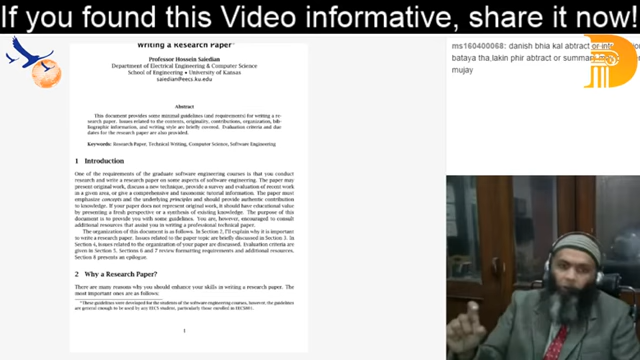 If you found this Video informative, share it now!
Writing a Research Paper*
Professor Hossein Saiedian
Department of Electrical Engineering & Computer Science
School of Engineering • University of Kansas
saiedian@eecs.ku.edu
Abstract
This document provides some minimal guidelines (and requirements) for writing a re-
search paper. Issues related to the contents, originality, contributions, organization, bib-
liographic information, and writing style are briefly covered. Evaluation criteria and due
dates for the research paper are also provided.
Keywords: Research Paper, Technical Writing, Computer Science, Software Engineering
1 Introduction
One of the requirements of the graduate software engineering courses is that you conduct
research and write a research paper on some aspects of software engineering. The paper may
present original work, discuss a new technique, provide a survey and evaluation of recent work
in a given area, or give a comprehensive and taxonomic tutorial information. The paper must
emphasize concepts and the underlying principles and should provide authentic contribution
to knowledge. If your paper does not represent original work, it should have educational value
by presenting a fresh perspective or a synthesis of existing knowledge. The purpose of this
document is to provide you with some guidelines. You are, however, encouraged to consult
additional resources that assist you in writing a professional technical paper.
The organization of this document is as follows. In Section 2, I'll explain why it is important
to write a research paper. Issues related to the paper topic are briefly discussed in Section 3. In
Section 4, issues related to the organization of your paper are discussed. Evaluation criteria are
given in Section 5. Sections 6 and 7 review formatting requirements and additional resources.
Section 8 presents an epilogue.
2 Why a Research Paper?
There are many reasons why you should enhance your skills in writing a research paper. The
most important ones are as follows:
*These guidelines were developed for the students of the software engineering courses, however, the guidelines
are general enough to be used by any EECS student, particularly those enrolled in EECS801.
1
ms160400068: danish bhia kal abtract or
bataya tha,lakin phir abtract or summary
mujay